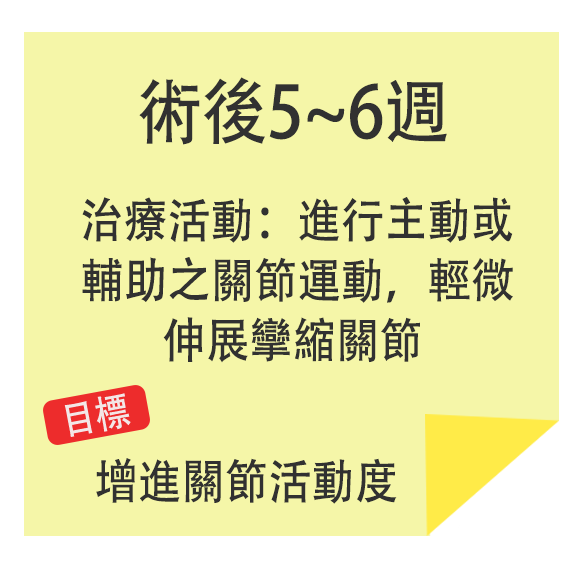 術後5~6週
治療活動：進行主動或
輔助之關節運動，輕微
伸展攣縮關節
目標
增進關節活動度